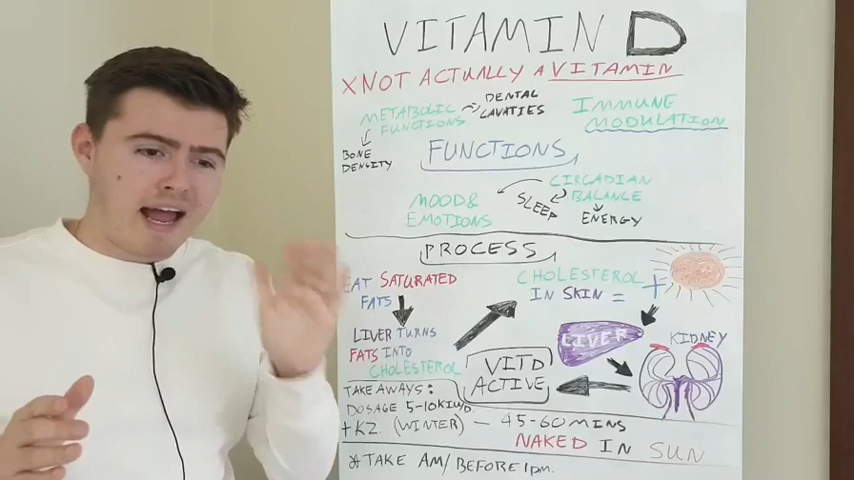 VITAMIN D
X NOT ACTUALLY A VITAMIN
METABOLIC FUNCTIONS
DENTAL CAVATIES
IMMUNE MODULATION
BONE DENSITY
FUNCTIONS
CIRCADIAN BALANCE
MOOD & EMOTIONS
SLEEP
ENERGY
PROCESS
EAT SATURATED FATS
CHOLESTEROL IN SKIN = +
LIVER TURNS FATS INTO CHOLESTEROL
LIVER
KIDNEY
VIT D ACTIVE
TAKE AWAYS:
DOSAGE 5-10KIU/D.
+K2 (WINTER) — 45-60 MINS
NAKED IN SUN
* TAKE AM/BEFORE 1pm.